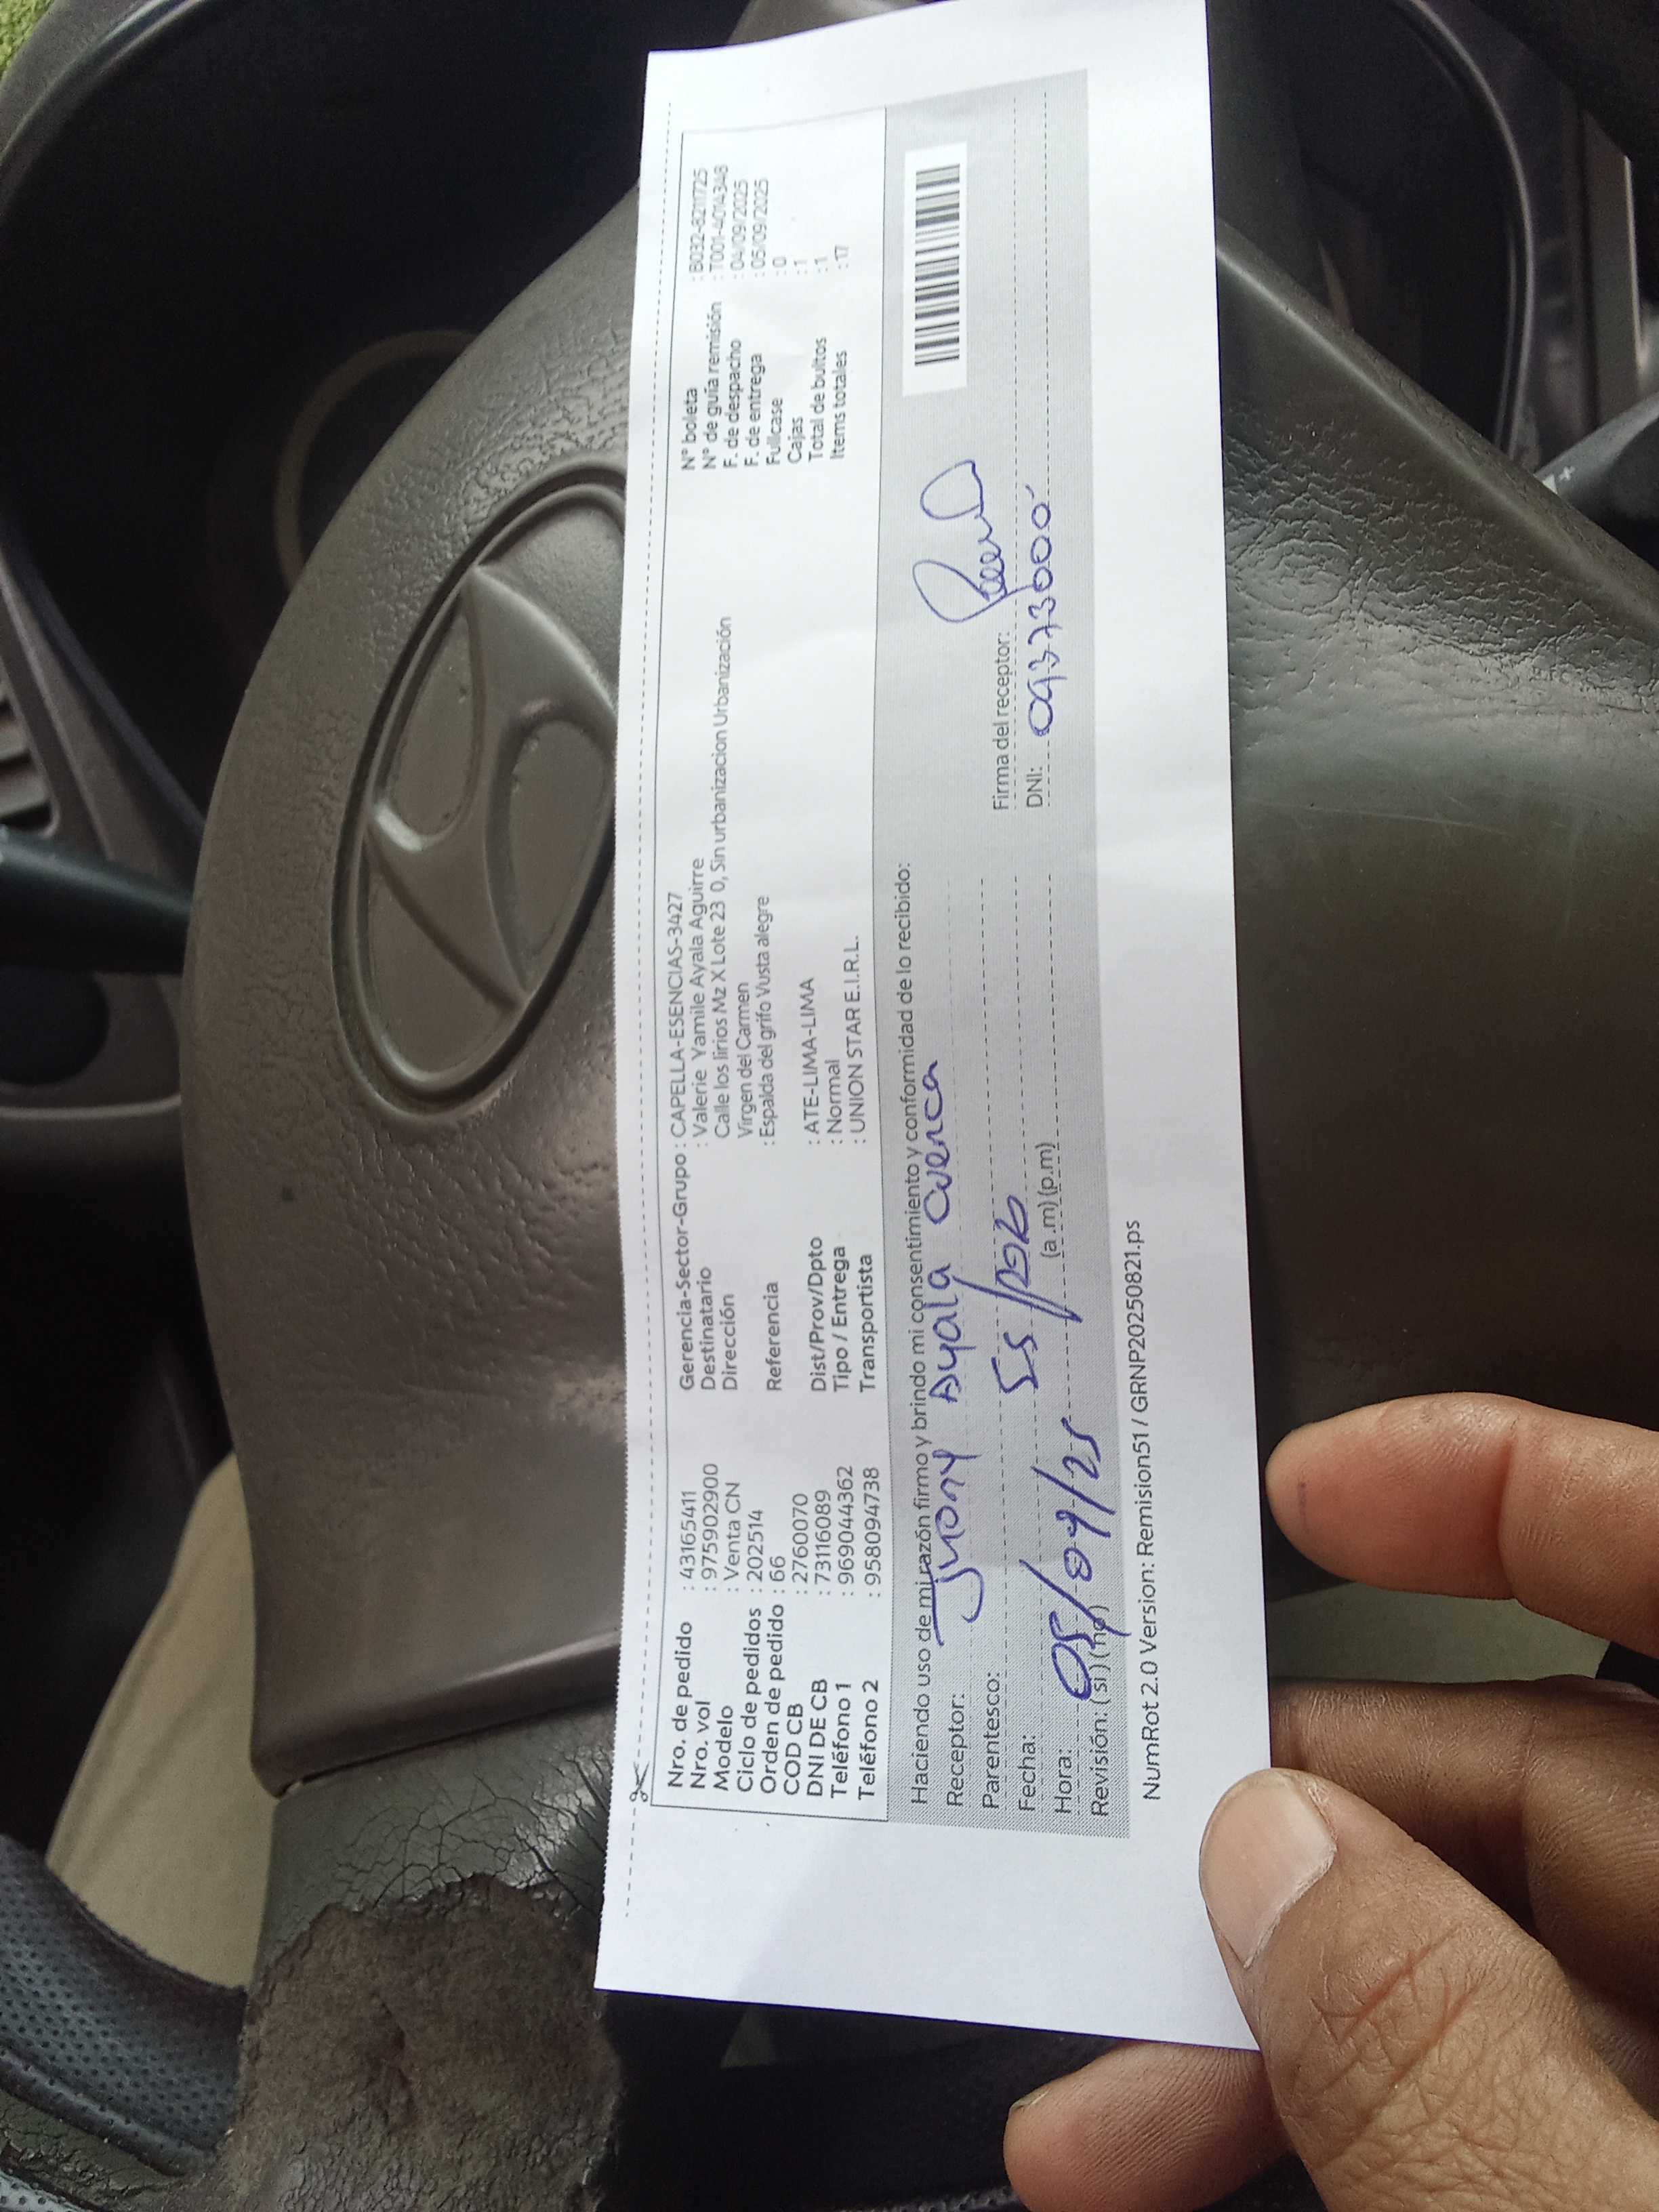 Nro. de pedido : 43165411
Nro. vol : 975902900
Modelo : Venta CN
Ciclo de pedidos : 202514
Orden de pedido : 66
COD CB : 2760070
DNI DE CB : 73116089
Teléfono 1 : 969044362
Teléfono 2 : 958094738
Gerencia-Sector-Grupo : CAPELLA-ESENCIAS-3427
Destinatario : Valerie Yamile Ayala Aguirre
Dirección Calle los lirios Mz X Lote 23 0, Sin urbanizacion Urbanización
Virgen del Carmen
Referencia : Espalda del grifo Vusta alegre
Dist/Prov/Dpto : ATE-LIMA-LIMA
Tipo / Entrega : Normal
Transportista : UNION STAR E.I.R.L.
N° boleta : B032-82111725
N° de guía remisión : T001-40144348
F. de despacho : 04/09/2025
F. de entrega : 05/09/2025
Fullcase : 0
Cajas : 1
Total de bultos : 1
Items totales : 17
Haciendo uso de mi razón firmo y brindo mi consentimiento y conformidad de lo recibido:
Receptor: Jhony Ayala Cuenca
Parentesco:
Fecha: 05/09/25
Hora: (a.m) (p.m)
Revisión: (si) (no)
Firma del receptor:
DNI: 09373600
NumRot 2.0 Version: Remision51 / GRNP20250821.ps